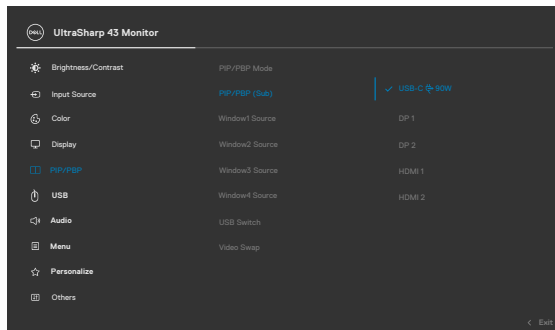 DELL UltraSharp 43 Monitor
Brightness/Contrast
Input Source
Color
Display
PIP/PBP
USB
Audio
Menu
Personalize
Others
PIP/PBP Mode
PIP/PBP (Sub)
Window1 Source
Window2 Source
Window3 Source
Window4 Source
USB Switch
Video Swap
✓ USB-C 90W
DP 1
DP 2
HDMI 1
HDMI 2
< Exit